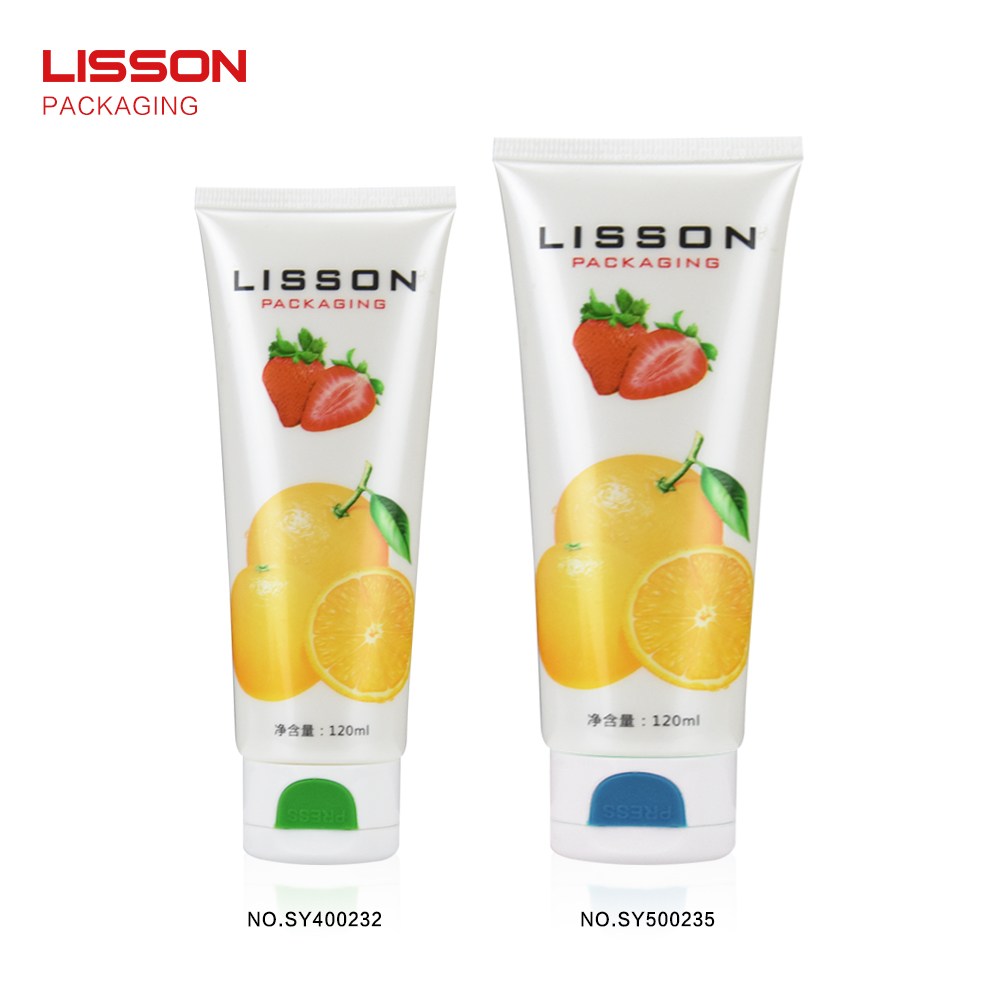 LISSON
PACKAGING
LISSON
PACKAGING
净含量：120ml
PRESS
NO.SY400232
LISSON
PACKAGING
净含量：120ml
PRESS
NO.SY500235